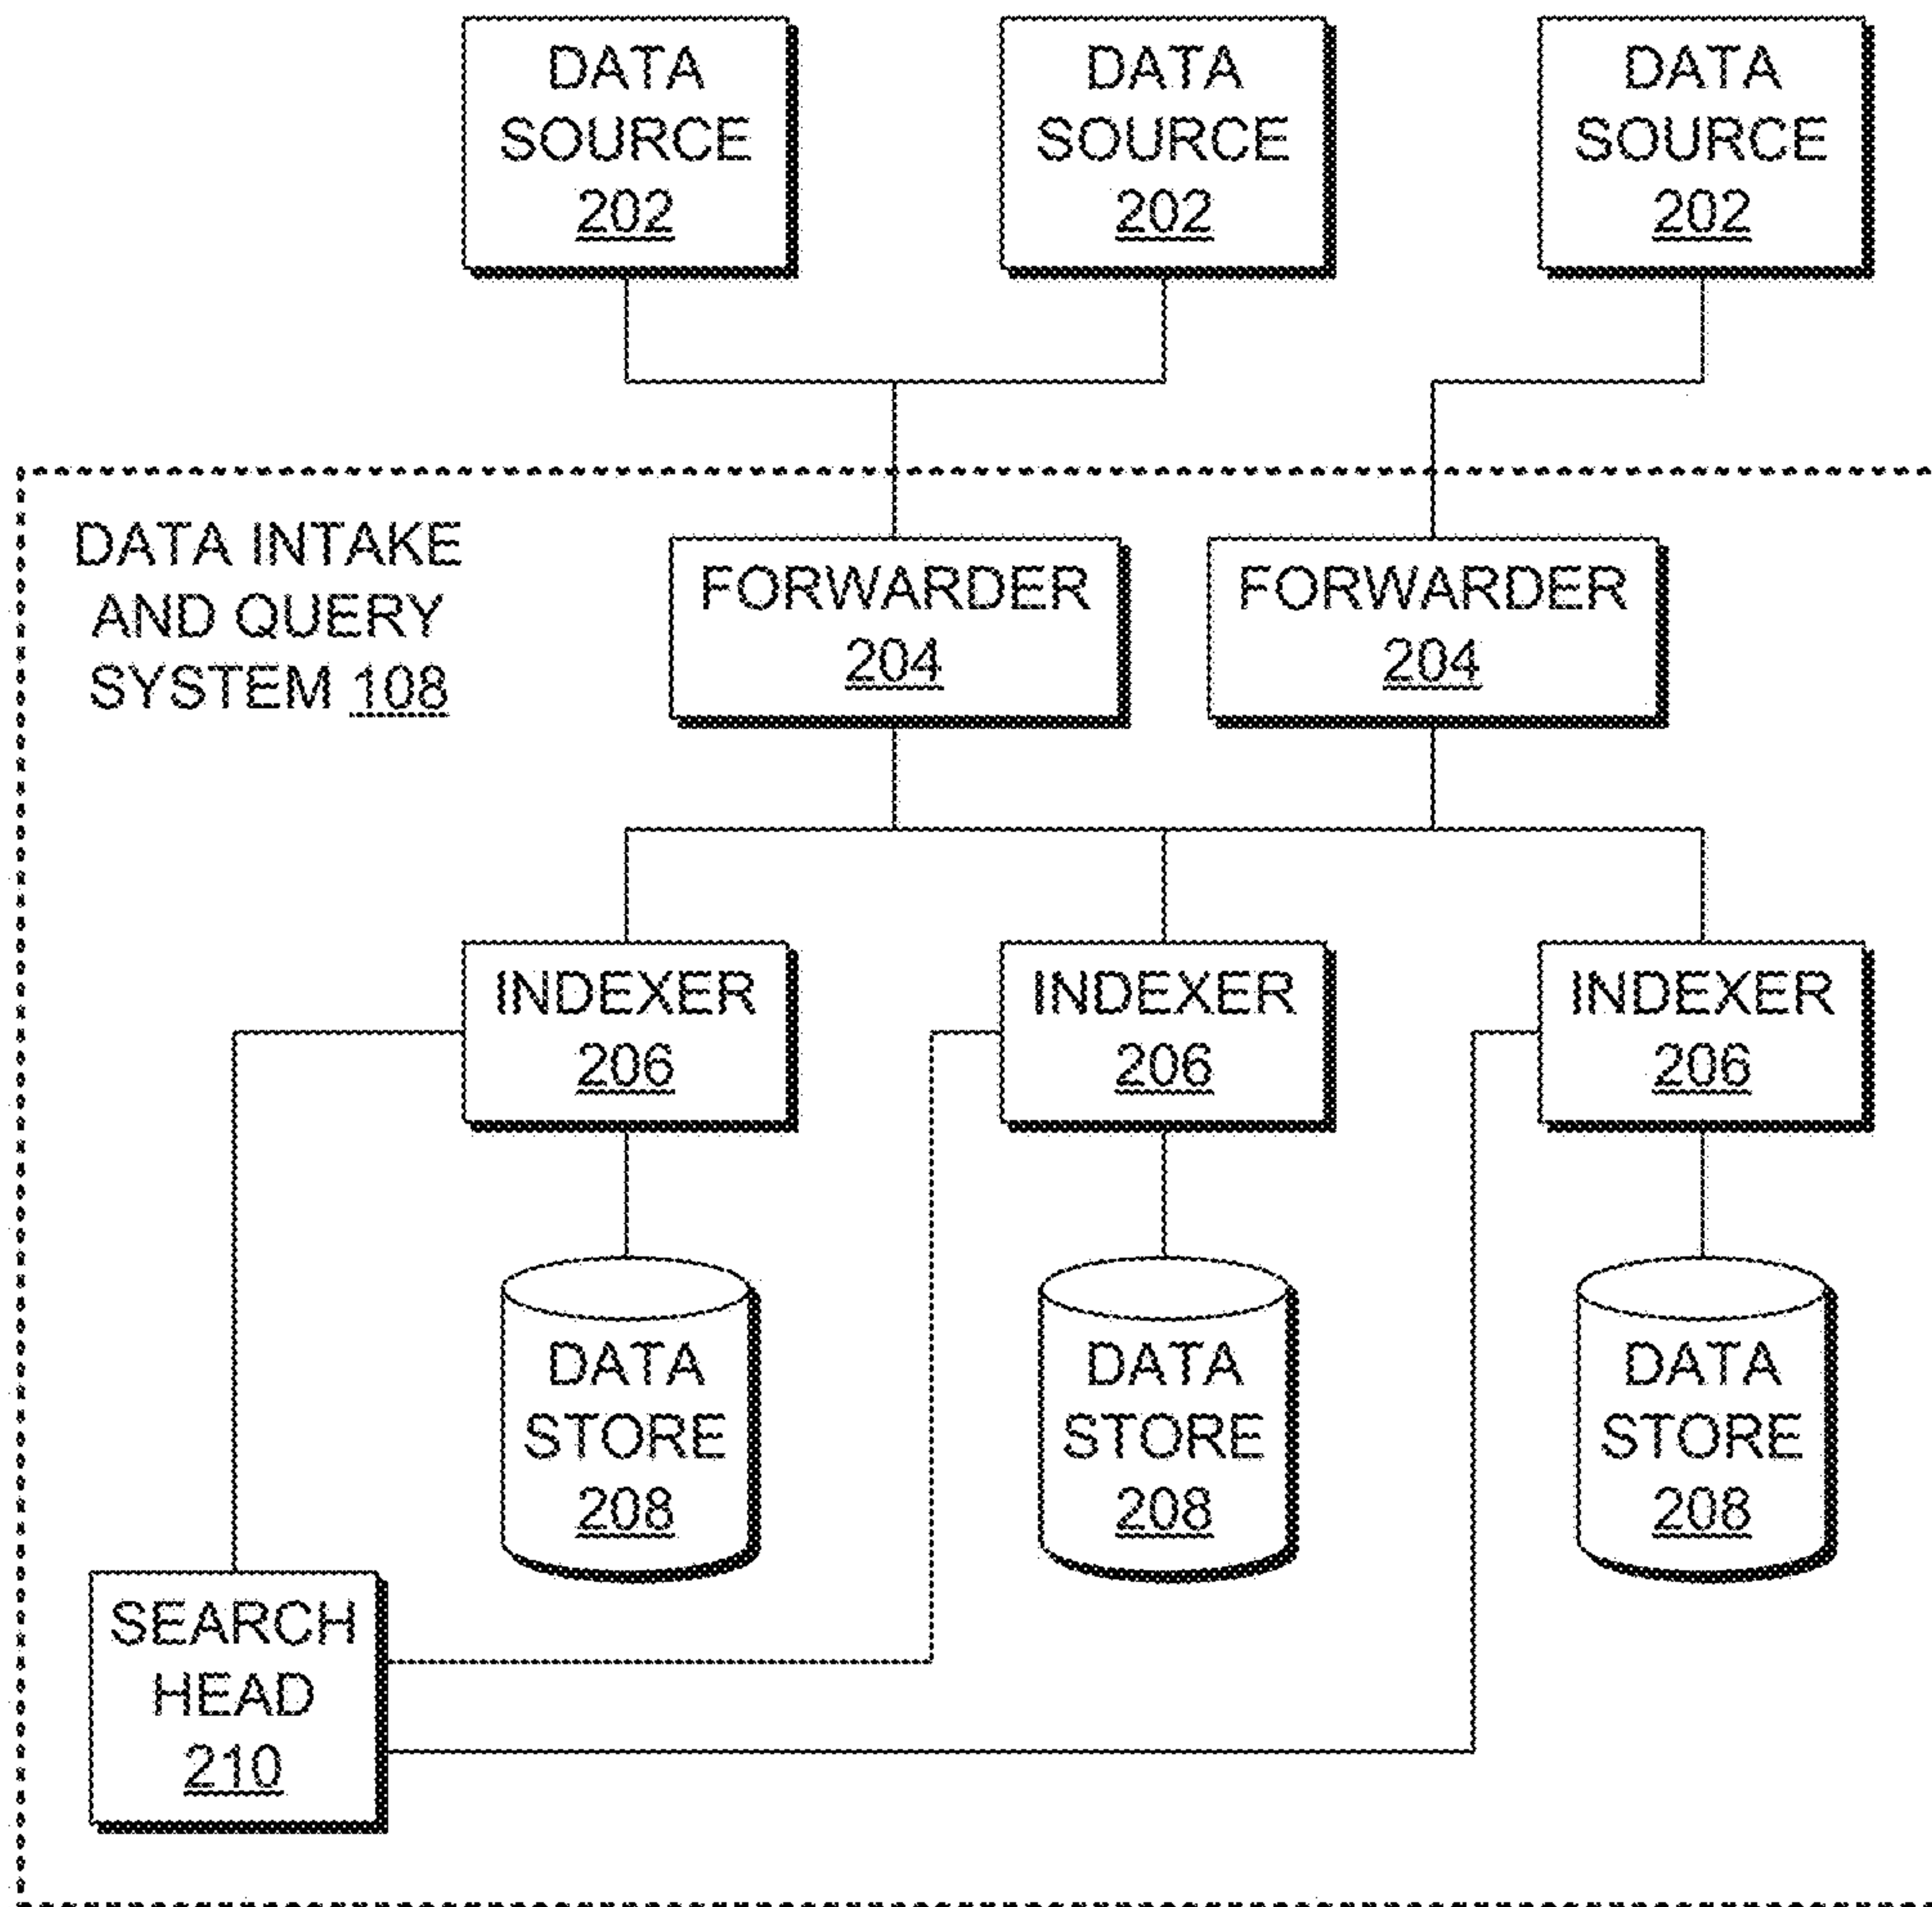 DATA
SOURCE
202
DATA
SOURCE
202
DATA
SOURCE
202
DATA INTAKE
AND QUERY
SYSTEM 108
FORWARDER
204
FORWARDER
204
INDEXER
206
INDEXER
206
INDEXER
206
DATA
STORE
208
DATA
STORE
208
DATA
STORE
208
SEARCH
HEAD
210